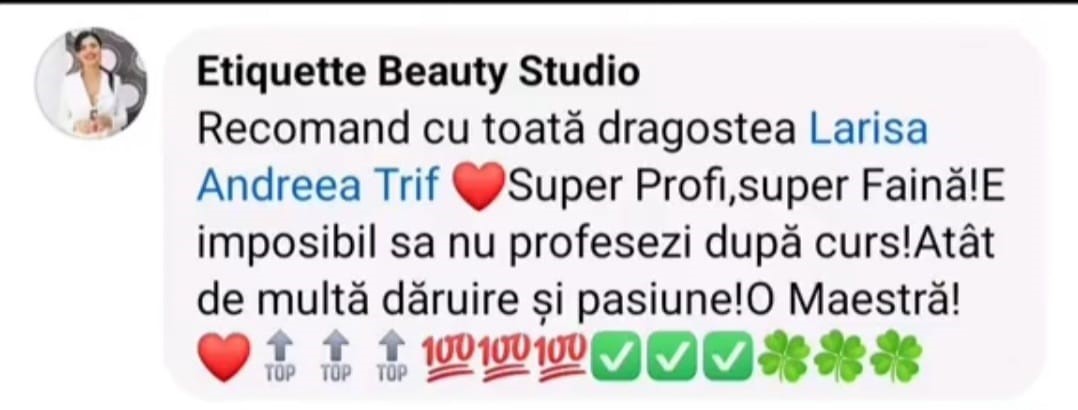 Etiquette Beauty Studio
Recomand cu toată dragostea Larisa
Andreea Trif ❤️Super Profi,super Faină!E
imposibil sa nu profesezi după curs!Atât
de multă dăruire și pasiune!O Maestră!
❤️🔝🔝🔝💯💯💯✅✅✅🍀🍀🍀